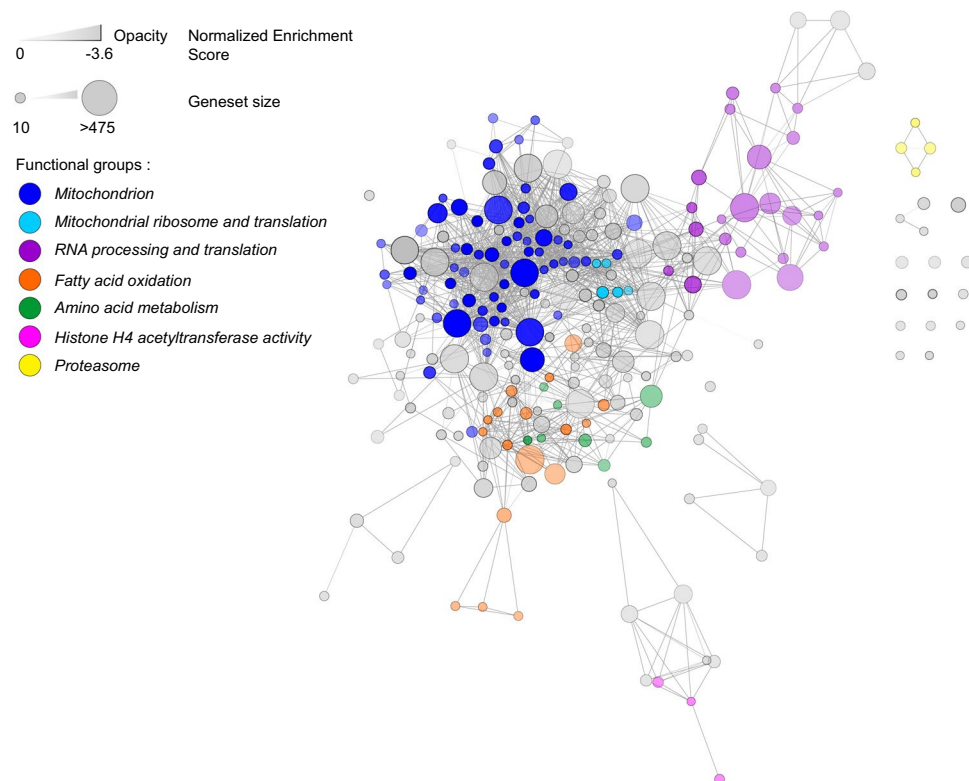 Opacity Normalized Enrichment
0 -3.6 Score
Geneset size
10 >475
Functional groups :
Mitochondrion
Mitochondrial ribosome and translation
RNA processing and translation
Fatty acid oxidation
Amino acid metabolism
Histone H4 acetyltransferase activity
Proteasome